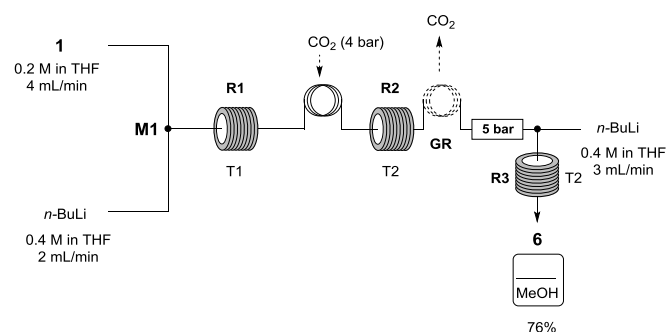 1
0.2 M in THF
4 mL/min
M1
n-BuLi
0.4 M in THF
2 mL/min
R1
T1
CO2 (4 bar)
R2
T2
CO2
GR
5 bar
n-BuLi
0.4 M in THF
3 mL/min
R3
T2
6
MeOH
76%